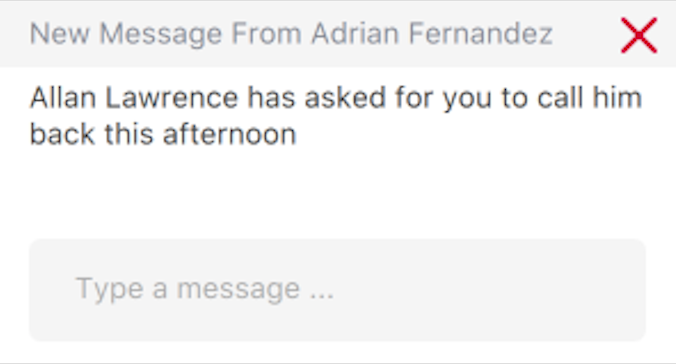 New Message From Adrian Fernandez
Allan Lawrence has asked for you to call him
back this afternoon
Type a message ...